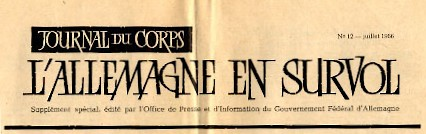 JOURNAL DU CORPS
No 12 — juillet 1966
L'ALLEMAGNE EN SURVOL
Supplément spécial, édité par l'Office de Presse et d'Information du Gouvernement Fédéral d'Allemagne